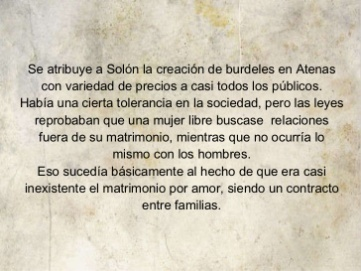 Se atribuye a Solón la creación de burdeles en Atenas
con variedad de precios a casi todos los públicos.
Había una cierta tolerancia en la sociedad, pero las leyes
reprobaban que una mujer libre buscase relaciones
fuera de su matrimonio, mientras que no ocurría lo
mismo con los hombres.
Eso sucedía básicamente al hecho de que era casi
inexistente el matrimonio por amor, siendo un contracto
entre familias.